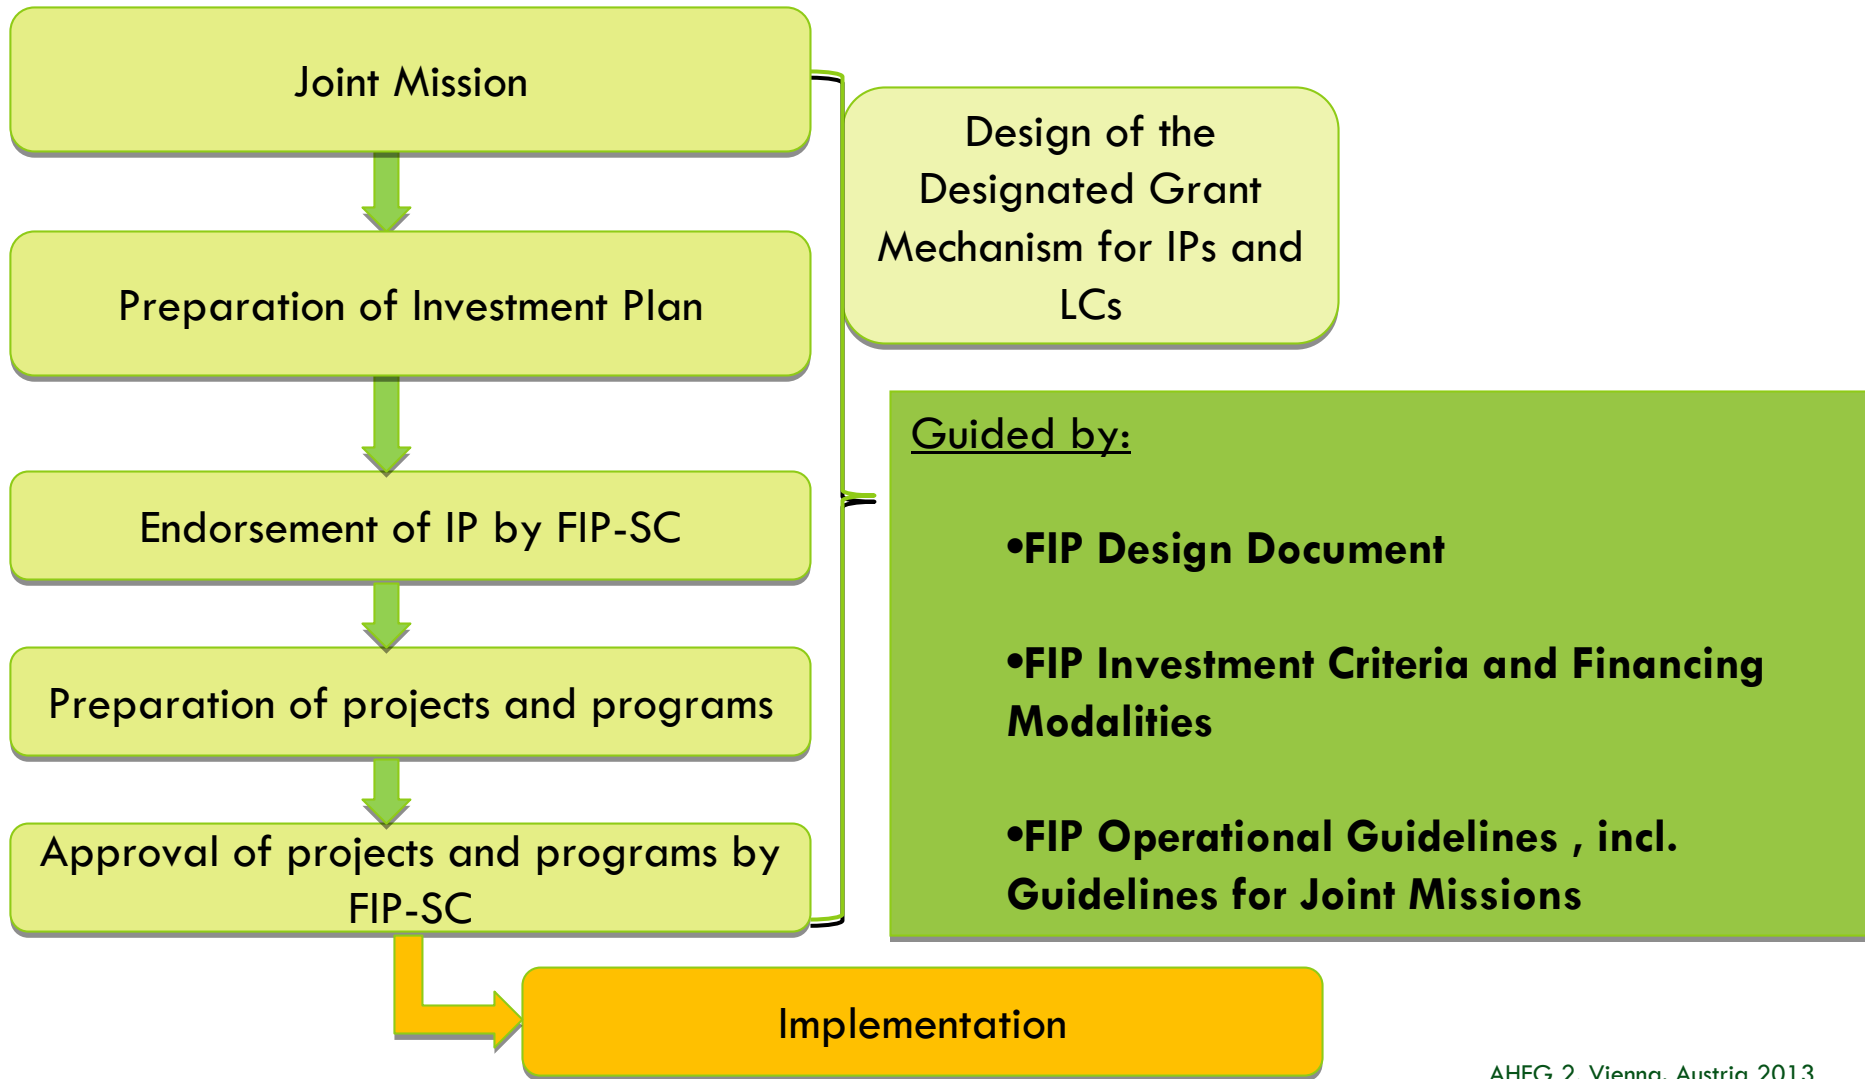 Joint Mission
Design of the
Designated Grant
Mechanism for IPs and
LCs
Preparation of Investment Plan
Endorsement of IP by FIP-SC
Preparation of projects and programs
Approval of projects and programs by
FIP-SC
Guided by:
•FIP Design Document
•FIP Investment Criteria and Financing
Modalities
•FIP Operational Guidelines , incl.
Guidelines for Joint Missions
Implementation
AHEG 2, Vienna, Austria 2013